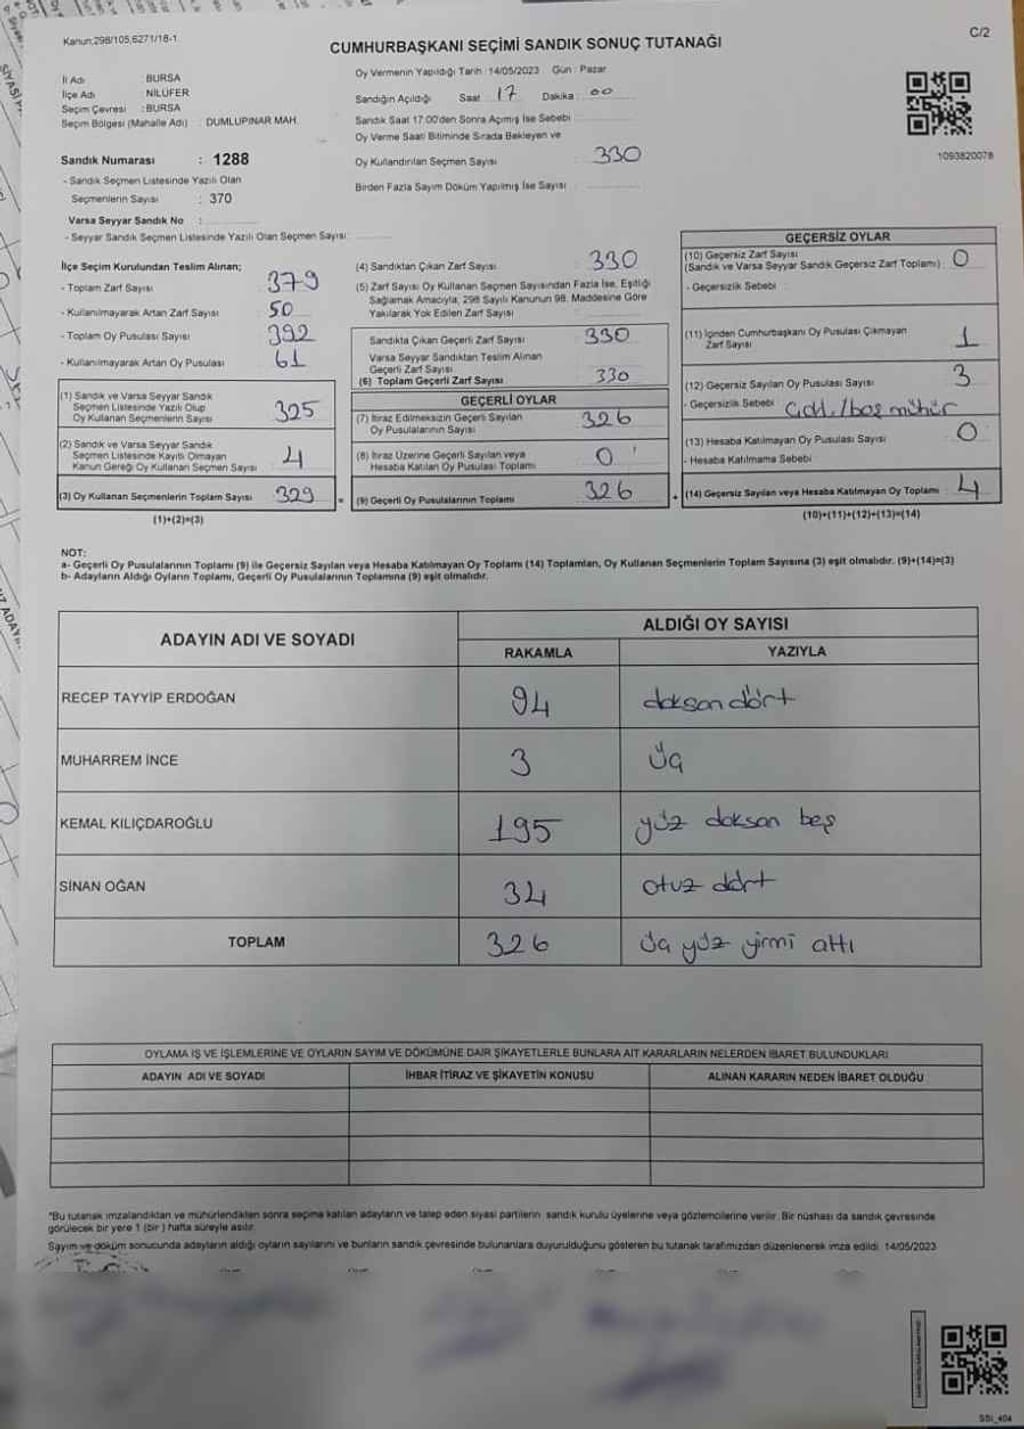 Kanun;298/105,6271/18-1
CUMHURBAŞKANI SEÇİMİ SANDIK SONUÇ TUTANAĞI
C/2
İl Adı : BURSA
İlçe Adı : NİLÜFER
Seçim Çevresi : BURSA
Seçim Bölgesi (Mahalle Adı) : DUMLUPINAR MAH.
Oy Vermenin Yapıldığı Tarih : 14/05/2023 Gün : Pazar
Sandığın Açıldığı Saat 17 Dakika : 00
Sandık Saat 17.00'den Sonra Açımış İse Sebebi
Oy Verme Saati Bitiminde Sırada Bekleyen ve
Oy Kullandırılan Seçmen Sayısı : 330
Birden Fazla Sayım Döküm Yapılmış İse Sayısı :
1093820078
Sandık Numarası : 1288
- Sandık Seçmen Listesinde Yazılı Olan
Seçmenlerin Sayısı : 370
Varsa Seyyar Sandık No :
- Seyyar Sandık Seçmen Listesinde Yazılı Olan Seçmen Sayısı:
İlçe Seçim Kurulundan Teslim Alınan;
- Toplam Zarf Sayısı 379
- Kullanılmayarak Artan Zarf Sayısı : 50
- Toplam Oy Pusulası Sayısı : 392
- Kullanılmayarak Artan Oy Pusulası : 61
(1) Sandık ve Varsa Seyyar Sandık
Seçmen Listesinde Yazılı Olup
Oy Kullanan Seçmenlerin Sayısı 325
(2) Sandık ve Varsa Seyyar Sandık
Seçmen Listesinde Kayıtlı Olmayan
Kanun Gereği Oy Kullanan Seçmen Sayısı 4
(3) Oy Kullanan Seçmenlerin Toplam Sayısı 329 =
(1)+(2)=(3)
(4) Sandıktan Çıkan Zarf Sayısı 330
(5) Zarf Sayısı Oy Kullanan Seçmen Sayısından Fazla İse, Eşitliği
Sağlamak Amacıyla, 298 Sayılı Kanunun 98. Maddesine Göre
Yakılarak Yok Edilen Zarf Sayısı
Sandıkta Çıkan Geçerli Zarf Sayısı 330
Varsa Seyyar Sandıktan Teslim Alınan
Geçerli Zarf Sayısı
(6) Toplam Geçerli Zarf Sayısı 330
GEÇERLİ OYLAR
(7) İtiraz Edilmeksizin Geçerli Sayılan
Oy Pusulalarının Sayısı 326
(8) İtiraz Üzerine Geçerli Sayılan veya
Hesaba Katılan Oy Pusulası Toplamı 0
(9) Geçerli Oy Pusulalarının Toplamı 326 +
GEÇERSİZ OYLAR
(10) Geçersiz Zarf Sayısı
(Sandık ve Varsa Seyyar Sandık Geçersiz Zarf Toplamı) : 0
- Geçersizlik Sebebi :
(11) İçinden Cumhurbaşkanı Oy Pusulası Çıkmayan
Zarf Sayısı 1
(12) Geçersiz Sayılan Oy Pusulası Sayısı 3
- Geçersizlik Sebebi /boş mühür
(13) Hesaba Katılmayan Oy Pusulası Sayısı 0
- Hesaba Katılmama Sebebi
(14) Geçersiz Sayılan veya Hesaba Katılmayan Oy Toplamı 4
(10)+(11)+(12)+(13)=(14)
NOT:
a- Geçerli Oy Pusulalarının Toplamı (9) ile Geçersiz Sayılan veya Hesaba Katılmayan Oy Toplamı (14) Toplamları, Oy Kullanan Seçmenlerin Toplam Sayısına (3) eşit olmalıdır. (9)+(14)=(3)
b- Adayların Aldığı Oyların Toplamı, Geçerli Oy Pusulalarının Toplamına (9) eşit olmalıdır.
ADAYIN ADI VE SOYADI
ALDIĞI OY SAYISI
RAKAMLA YAZIYLA
RECEP TAYYİP ERDOĞAN 94 doksan dört
MUHARREM İNCE 3 üç
KEMAL KILIÇDAROĞLU 195 yüz doksan beş
SİNAN OĞAN 34 otuz dört
TOPLAM 326 üç yüz yirmi altı
OYLAMA İŞ VE İŞLEMLERİNE VE OYLARIN SAYIM VE DÖKÜMÜNE DAİR ŞİKAYETLERLE BUNLARA AİT KARARLARIN NELERDEN İBARET BULUNDUKLARI
ADAYIN ADI VE SOYADI İHBAR İTİRAZ VE ŞİKAYETİN KONUSU ALINAN KARARIN NEDEN İBARET OLDUĞU
"Bu tutanak imzalandıktan ve mühürlendikten sonra seçime katılan adayların ve talep eden siyasi partilerin sandık kurulu üyelerine veya gözlemcilerine verilir. Bir nüshası da sandık çevresinde
görülecek bir yere 1 (bir) hafta süreyle asılır.
Sayım ve döküm sonucunda adayların aldığı oyların sayılarını ve bunların sandık çevresinde bulunanlara duyurulduğunu gösteren bu tutanak tarafımızdan düzenlenerek imza edildi. 14/05/2023
SSI_404